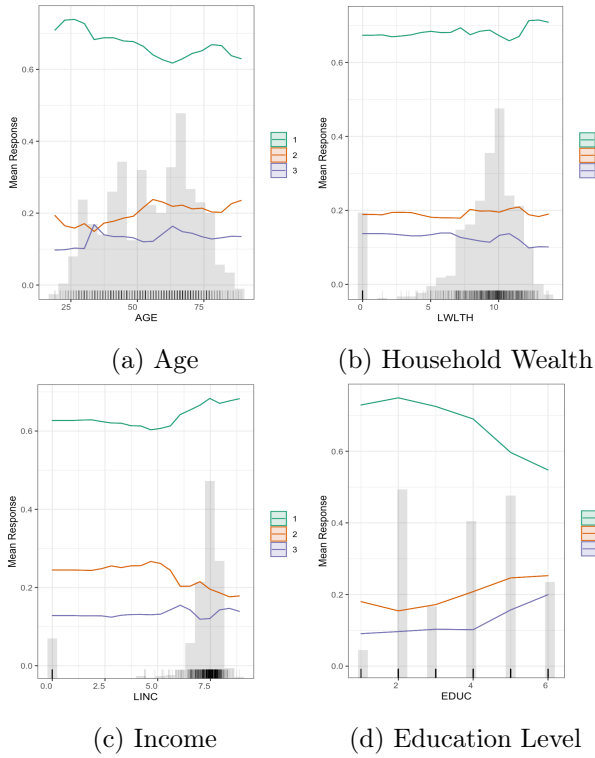 Mean Response
0.6
0.4
0.2
0.0
25 50 75
AGE
1
2
3
(a) Age
Mean Response
0.6
0.4
0.2
0.0
0 5 10
LWLTH
(b) Household Wealth
Mean Response
0.6
0.4
0.2
0.0
0.0 2.5 5.0 7.5
LINC
1
2
3
(c) Income
Mean Response
0.6
0.4
0.2
0.0
2 4 6
EDUC
(d) Education Level